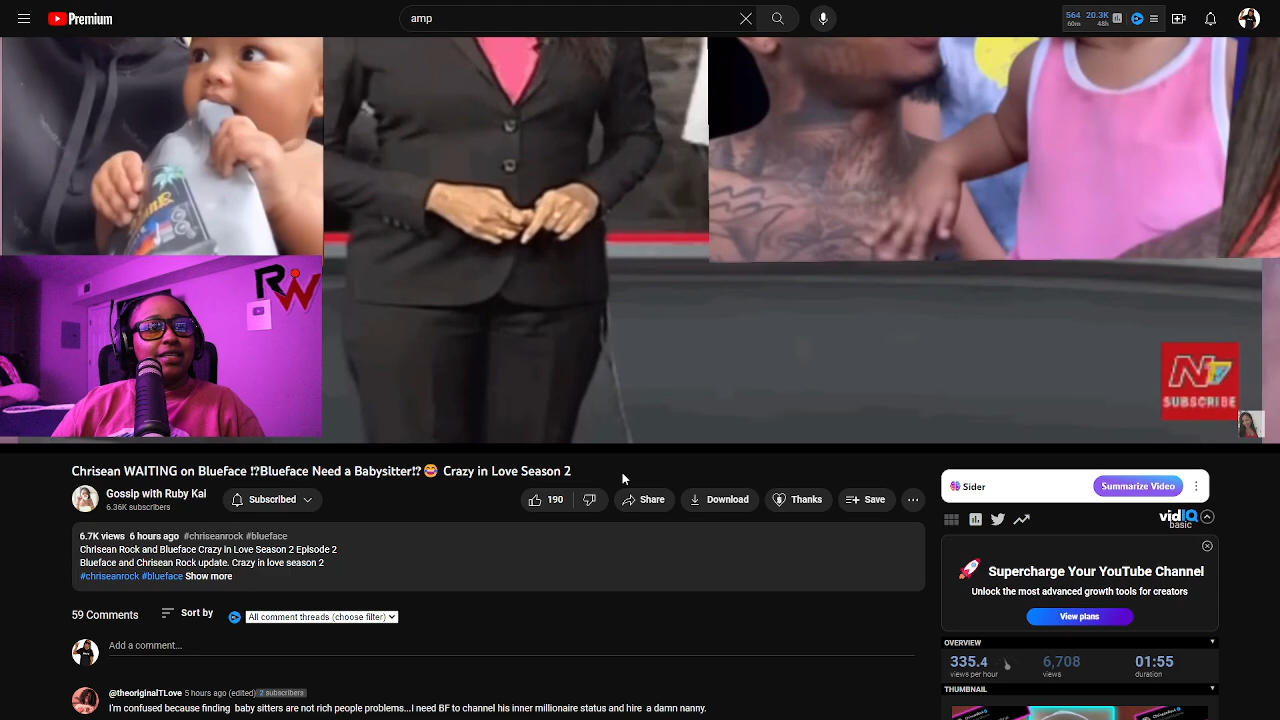 Premium
amp
564 20.3K
60m 48h
RW
N
SUBSCRIBE
Chrisean WAITING on Blueface !?Blueface Need a Babysitter!? 😂 Crazy in Love Season 2
Gossip with Ruby Kai
6.36K subscribers
Subscribed
190
Share
Download
Thanks
Save
6.7K views 6 hours ago #chriseanrock #blueface
Chrisean Rock and Blueface Crazy In Love Season 2 Episode 2
Blueface and Chrisean Rock update. Crazy in love season 2
#chriseanrock #blueface Show more
59 Comments
Sort by
All comment threads (choose filter)
Add a comment...
@theoriginalTLove 5 hours ago (edited) 2 subscribers
I'm confused because finding baby sitters are not rich people problems...I need BF to channel his inner millionaire status and hire a damn nanny.
Sider
Summarize Video
vidIQ
basic
Supercharge Your YouTube Channel
Unlock the most advanced growth tools for creators
View plans
OVERVIEW
335.4 6,708 01:55
views per hour views duration
THUMBNAIL